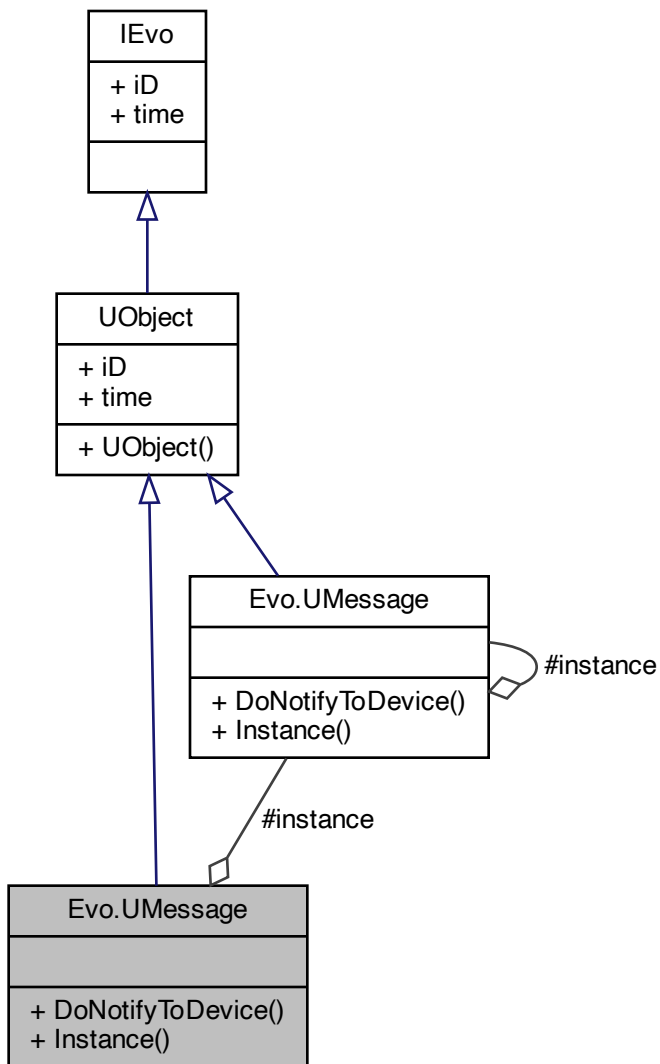 IEvo
+ iD
+ time
UObject
+ iD
+ time
+ UObject()
Evo.UMessage
+ DoNotifyToDevice()
+ Instance()
#instance
#instance
Evo.UMessage
+ DoNotifyToDevice()
+ Instance()